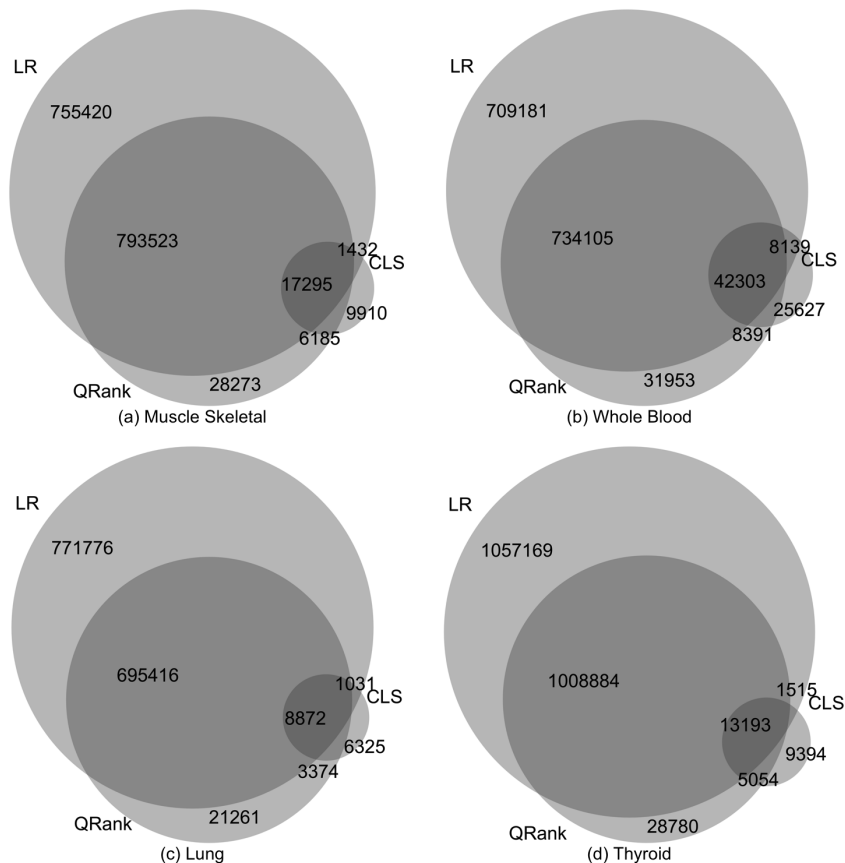 LR
755420
793523
1432
CLS
17295
9910
6185
28273
QRank
(a) Muscle Skeletal
LR
709181
734105
8139
CLS
42303
25627
8391
31953
QRank
(b) Whole Blood
LR
771776
695416
1031
CLS
8872
6325
3374
21261
QRank
(c) Lung
LR
1057169
1008884
1515
CLS
13193
9394
5054
28780
QRank
(d) Thyroid